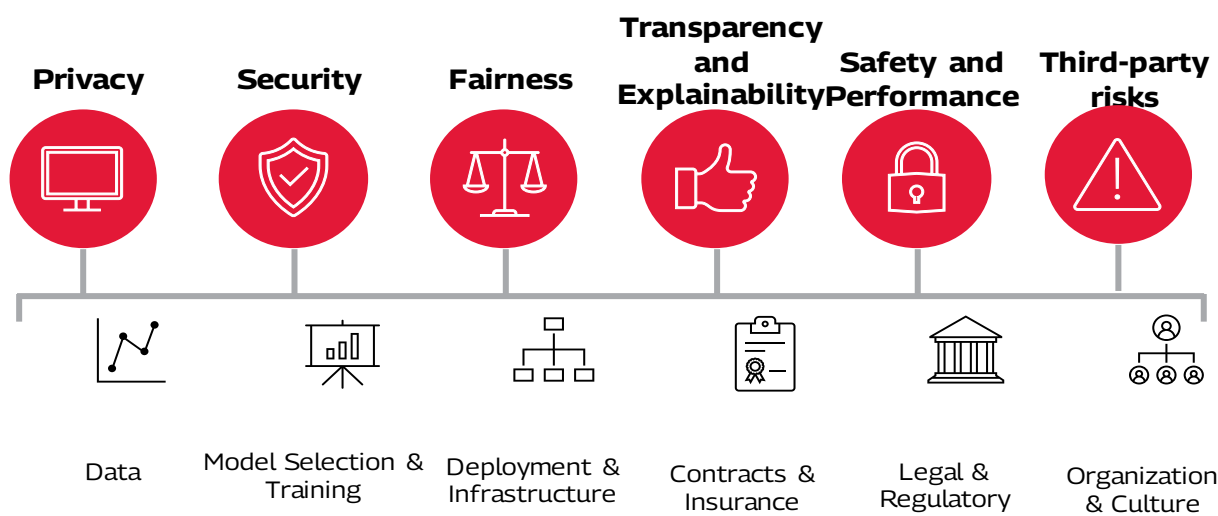 Privacy
Security
Fairness
Transparency
and
Explainability
Safety and
Performance
Third-party
risks
Data
Model Selection &
Training
Deployment &
Infrastructure
Contracts &
Insurance
Legal &
Regulatory
Organization
& Culture